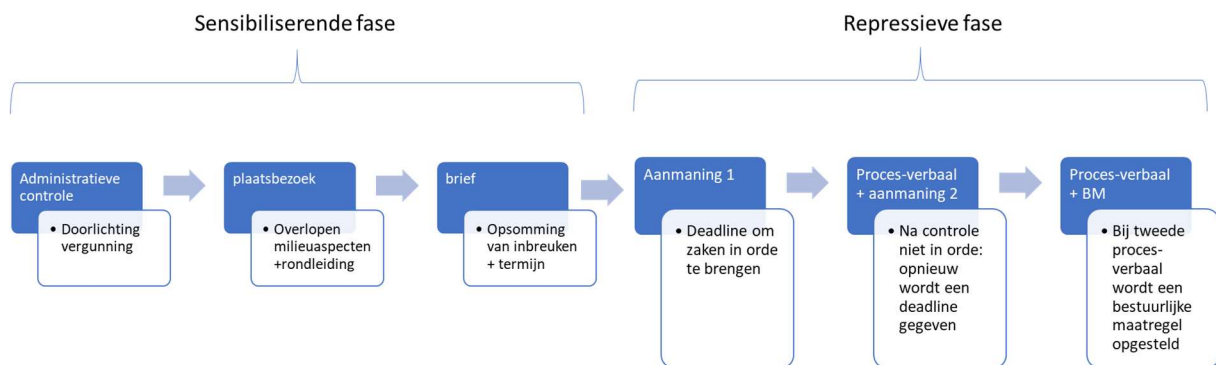 Sensibiliserende fase
Repressieve fase
Administratieve
controle
• Doorlichting
vergunning
plaatsbezoek
• Overlopen
milieuaspecten
+rondleiding
brief
• Opsomming
van inbreuken
+ termijn
Aanmaning 1
• Deadline om
zaken in orde
te brengen
Proces-verbaal
+ aanmaning 2
• Na controle
niet in orde:
opnieuw
wordt een
deadline
gegeven
Proces-verbaal
+ BM
• Bij tweede
proces-
verbaal
wordt een
bestuurlijke
maatregel
opgesteld